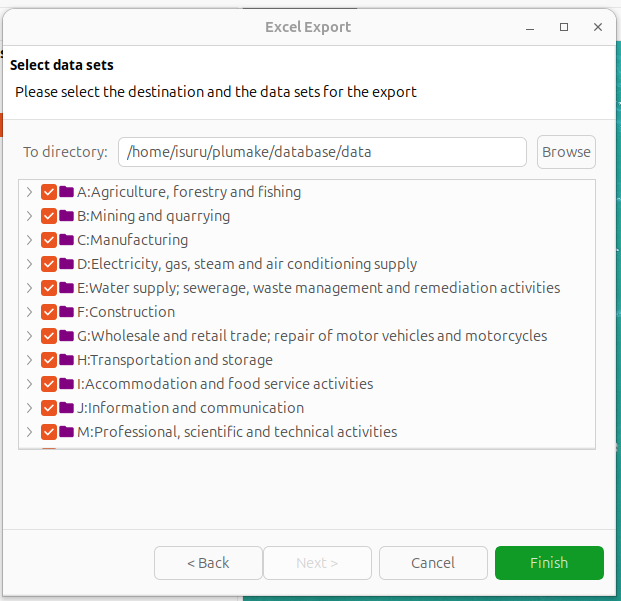 Excel Export
Select data sets
Please select the destination and the data sets for the export
To directory: /home/isuru/plumake/database/data Browse
A:Agriculture, forestry and fishing
B:Mining and quarrying
C:Manufacturing
D:Electricity, gas, steam and air conditioning supply
E:Water supply; sewerage, waste management and remediation activities
F:Construction
G:Wholesale and retail trade; repair of motor vehicles and motorcycles
H:Transportation and storage
I:Accommodation and food service activities
J:Information and communication
M:Professional, scientific and technical activities
< Back Next > Cancel Finish